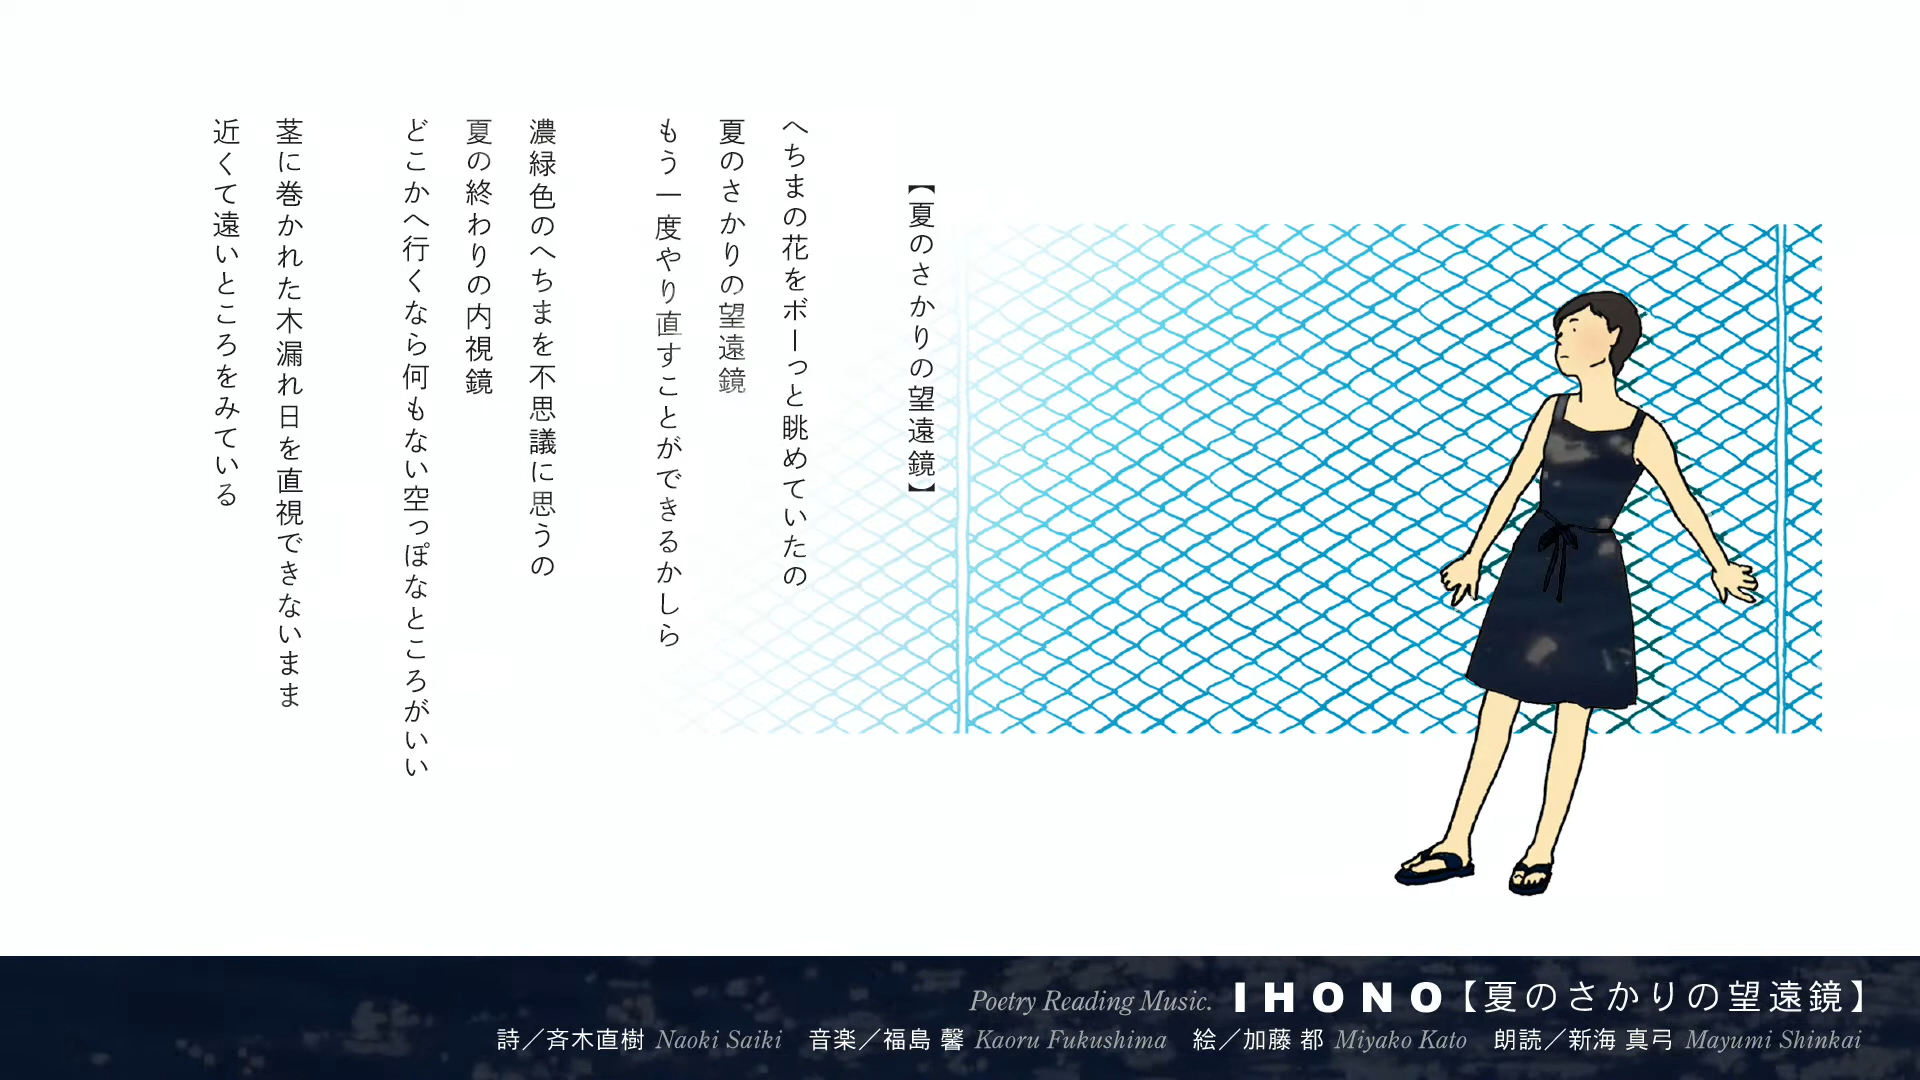 【夏のさかりの望遠鏡】
へちまの花をボーっと眺めていたの
夏のさかりの望遠鏡
もう一度やり直すことができるかしら
濃緑色のへちまを不思議に思うの
夏の終わりの内視鏡
どこかへ行くなら何もない空っぽなところがいい
茎に巻かれた木漏れ日を直視できないまま
近くて遠いところをみている
Poetry Reading Music. IHONO【夏のさかりの望遠鏡】
詩／斉木直樹 Naoki Saiki 音楽／福島 馨 Kaoru Fukushima 絵／加藤 都 Miyako Kato 朗読／新海 真弓 Mayumi Shinkai